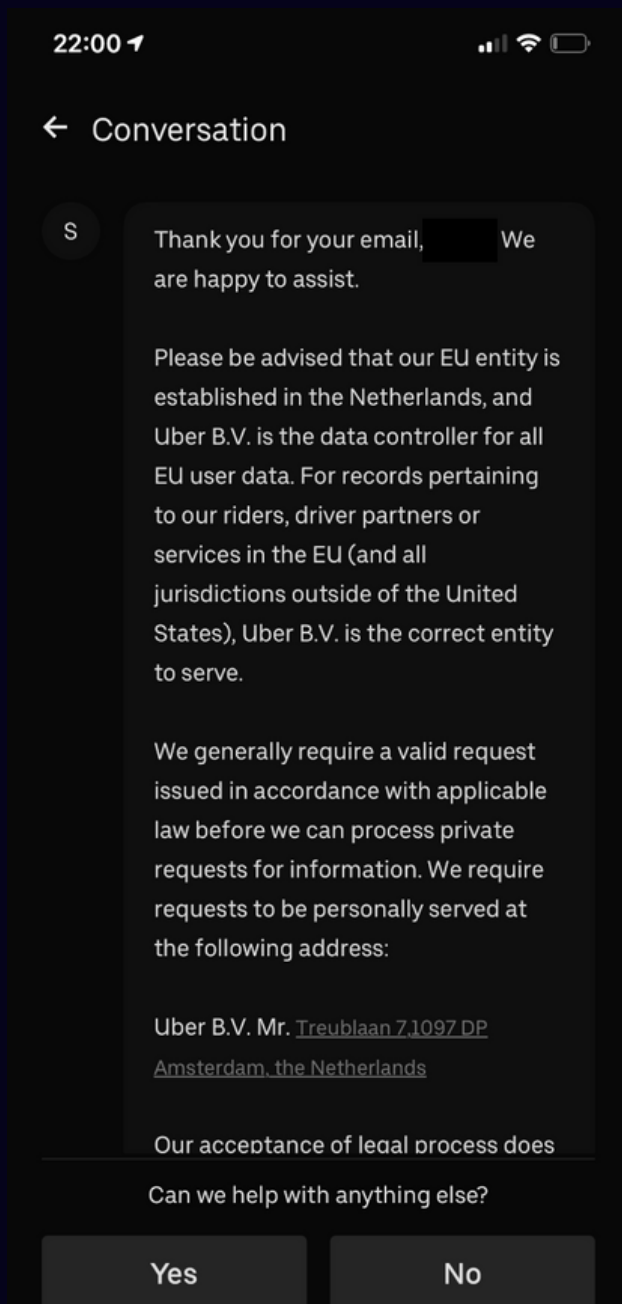 22:00
Conversation
S
Thank you for your email, We
are happy to assist.
Please be advised that our EU entity is
established in the Netherlands, and
Uber B.V. is the data controller for all
EU user data. For records pertaining
to our riders, driver partners or
services in the EU (and all
jurisdictions outside of the United
States), Uber B.V. is the correct entity
to serve.
We generally require a valid request
issued in accordance with applicable
law before we can process private
requests for information. We require
requests to be personally served at
the following address:
Uber B.V. Mr. Treublaan 7,1097 DP
Amsterdam, the Netherlands
Our acceptance of legal process does
Can we help with anything else?
Yes No